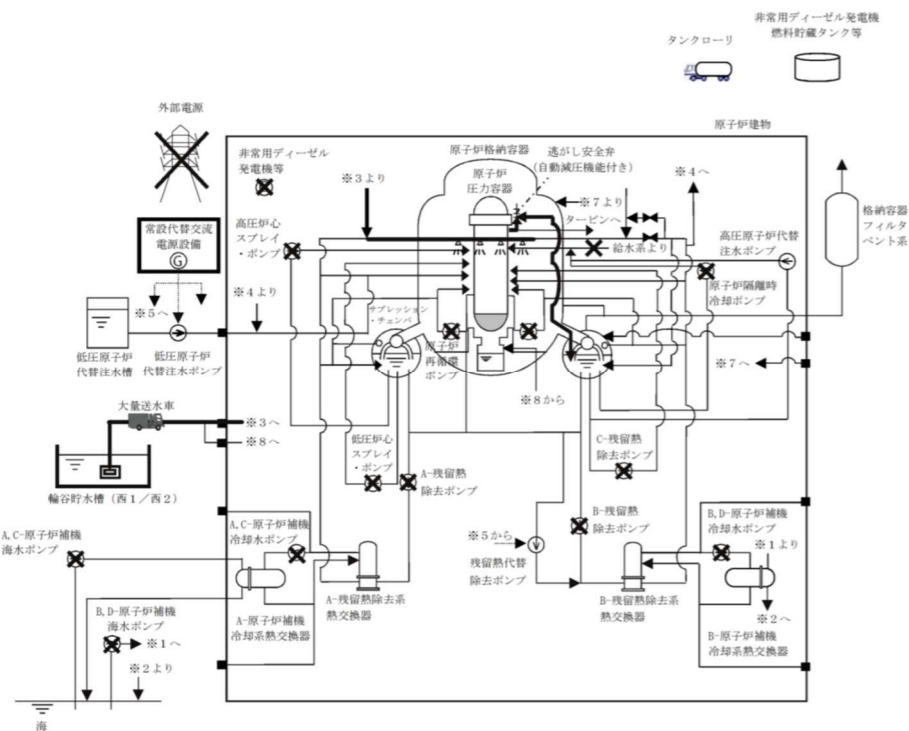 非常用ディーゼル発電機
燃料貯蔵タンク等
タンクローリ
外部電源
原子炉建物
非常用ディーゼル
発電機等
原子炉格納容器
原子炉
圧力容器
逃がし安全弁
(自動減圧機能付き)
※3より
※7より
タービンへ
※4へ
格納容器
フィルタ
ベント系
常設代替交流
電源設備
G
高圧炉心
スプレイ
・ポンプ
給水系より
高圧原子炉代替
注水ポンプ
原子炉隔離時
冷却ポンプ
※5へ
※4より
サプレッション
・チェンバ
低圧原子炉
代替注水槽
低圧原子炉
代替注水ポンプ
原子炉
再循環
ポンプ
※7へ
※8から
大量送水車
※3へ
※8へ
輪谷貯水槽(西1/西2)
低圧炉心
スプレイ
・ポンプ
A-残留熱
除去ポンプ
C-残留熱
除去ポンプ
B-残留熱
除去ポンプ
A,C-原子炉補機
海水ポンプ
A,C-原子炉補機
冷却水ポンプ
※5から
残留熱代替
除去ポンプ
B,D-原子炉補機
冷却水ポンプ
※1より
※2へ
B,D-原子炉補機
海水ポンプ
※1へ
※2より
A-原子炉補機
冷却系熱交換器
A-残留熱除去系
熱交換器
B-残留熱除去系
熱交換器
B-原子炉補機
冷却系熱交換器
海